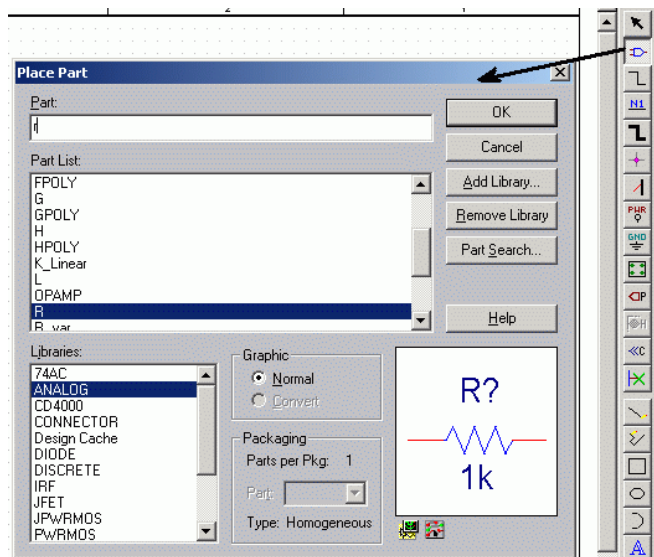 2
Place Part
Part:
r
OK
Cancel
Part List:
FPOLY
G
GPOLY
H
HPOLY
K_Linear
L
OPAMP
R
R_var
Add Library...
Remove Library
Part Search...
Help
Libraries:
74AC
ANALOG
CD4000
CONNECTOR
Design Cache
DIODE
DISCRETE
IRF
JFET
JPWRMOS
PWRMOS
Graphic
Normal
Convert
Packaging
Parts per Pkg: 1
Part:
Type: Homogeneous
R?
1k
N1
PWR
GND
P
H
C
A